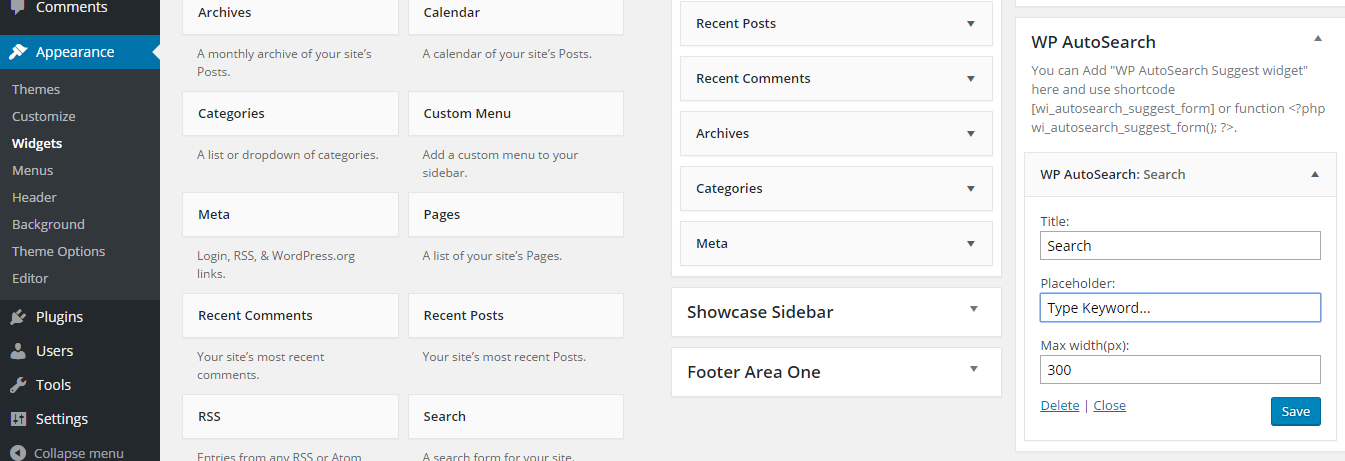 Comments
Appearance
Themes
Customize
Widgets
Menus
Header
Background
Theme Options
Editor
Plugins
Users
Tools
Settings
Collapse menu
Archives
A monthly archive of your site's
Posts.
Calendar
A calendar of your site's Posts.
Categories
A list or dropdown of categories.
Custom Menu
Add a custom menu to your
sidebar.
Meta
Login, RSS, & WordPress.org
links.
Pages
A list of your site's Pages.
Recent Comments
Your site's most recent
comments.
Recent Posts
Your site's most recent Posts.
RSS
Entries from any RSS or Atom
Search
A search form for your site.
Recent Posts
Recent Comments
Archives
Categories
Meta
Showcase Sidebar
Footer Area One
WP AutoSearch
You can Add "WP AutoSearch Suggest widget"
here and use shortcode
[wi_autosearch_suggest_form] or function <?php
wi_autosearch_suggest_form(); ?>.
WP AutoSearch: Search
Title:
Search
Placeholder:
Type Keyword...
Max width(px):
300
Delete | Close
Save